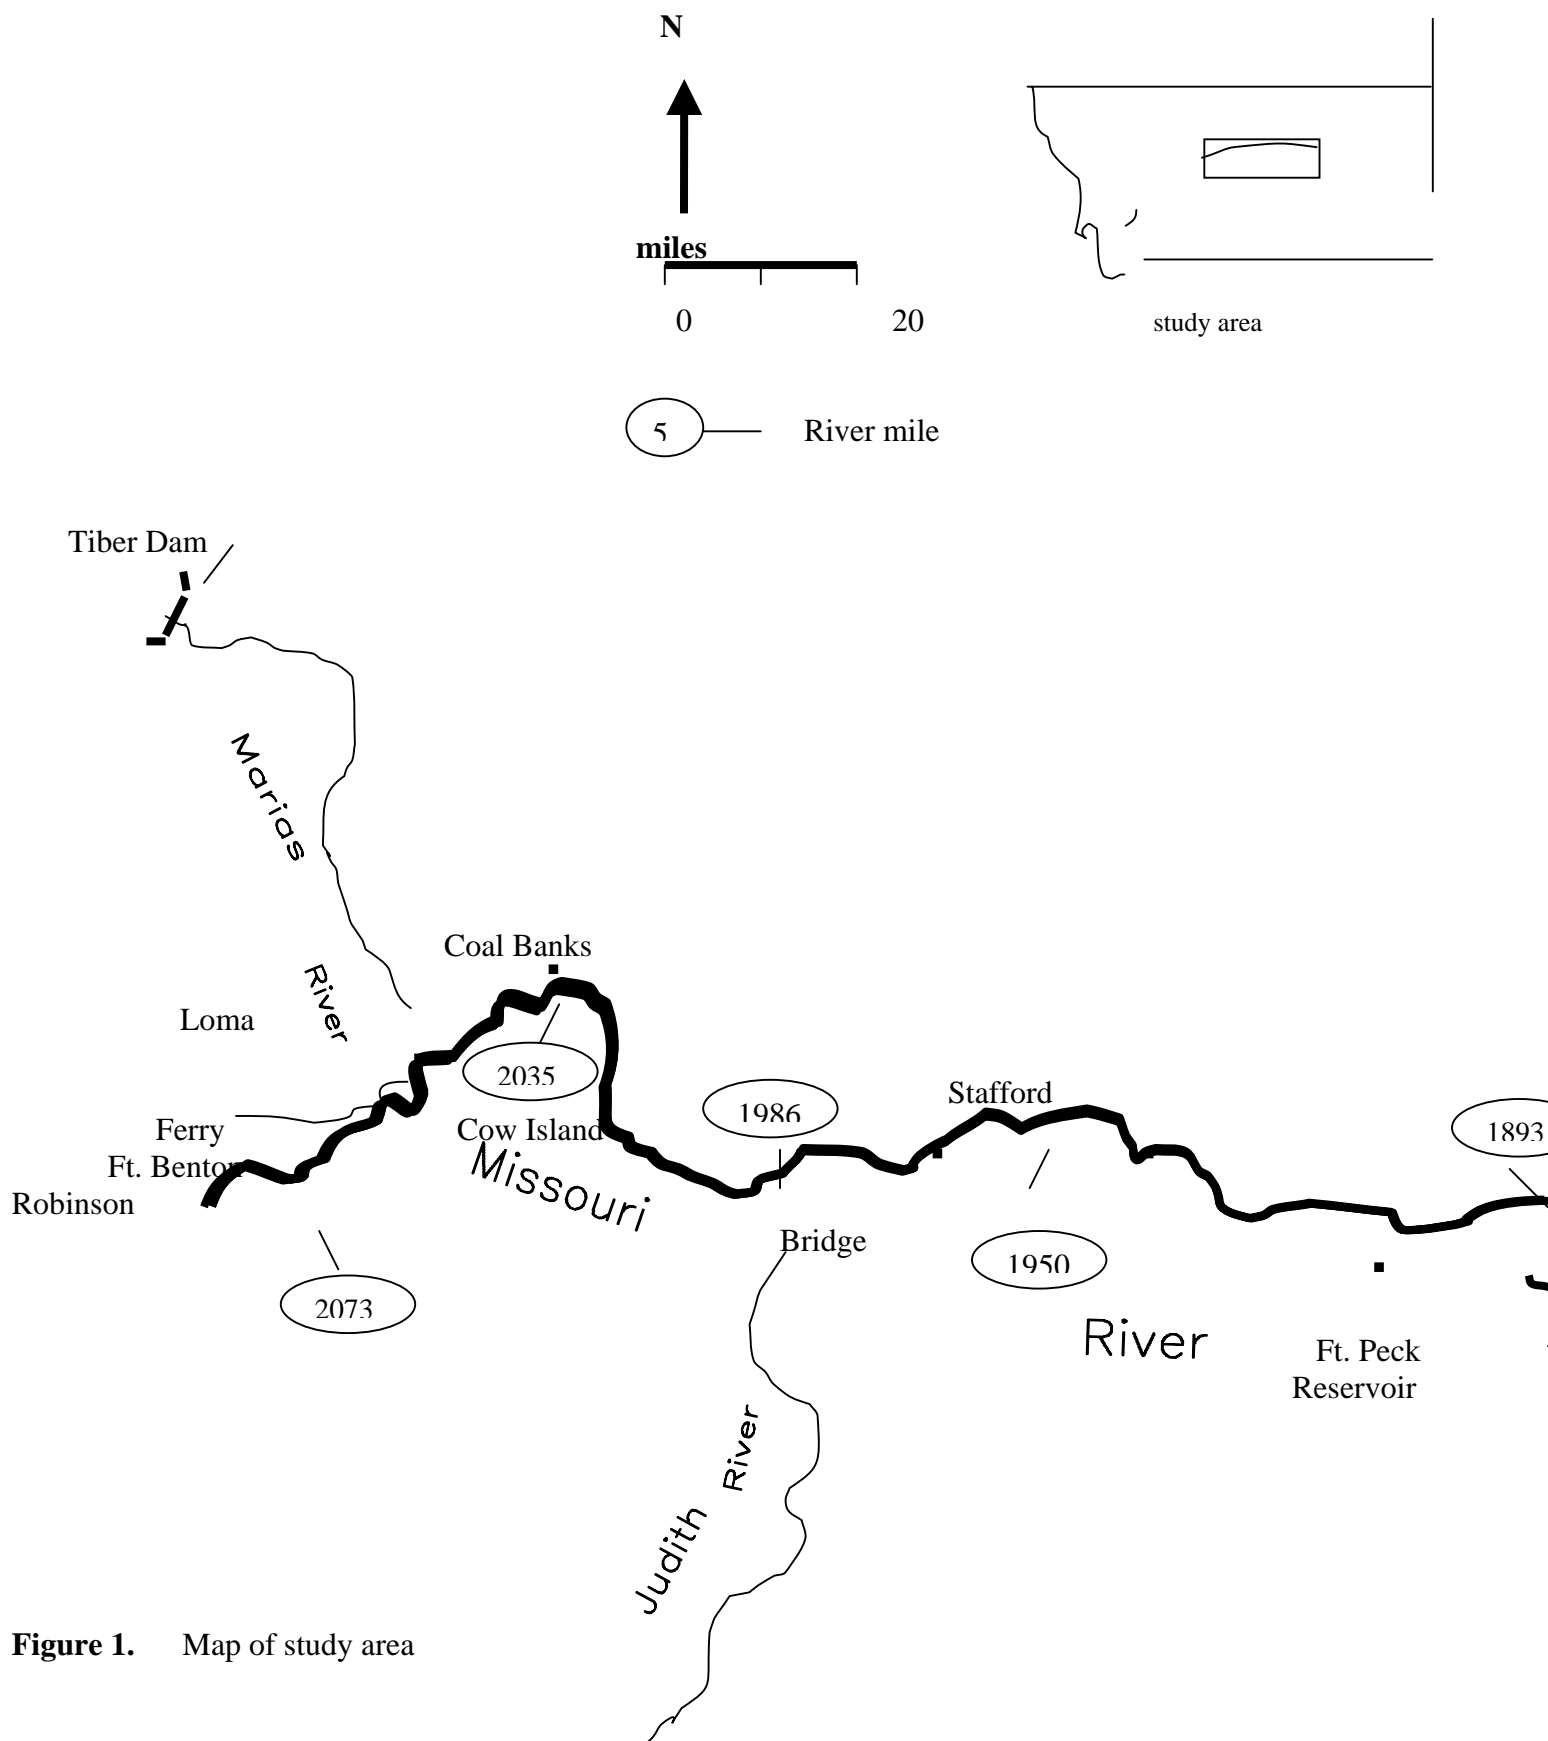 N
miles
0 20
study area
5
River mile
Tiber Dam
Marias
River
Coal Banks
Loma
2035
1986
Stafford
1893
Ferry
Cow Island
Ft. Benton
Missouri
Robinson
Bridge
1950
2073
River
Ft. Peck
Reservoir
River
Judith
Figure 1. Map of study area